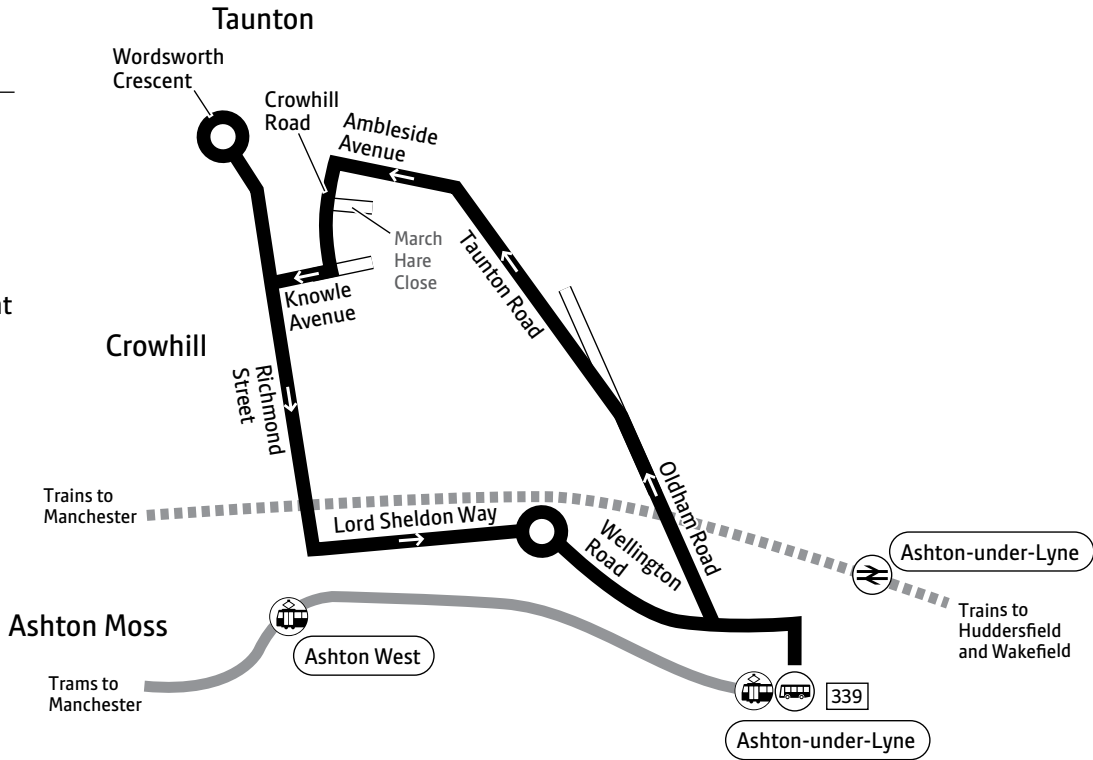 Taunton
Wordsworth
Crescent
Crowhill
Road
Ambleside
Avenue
March
Hare
Close
Taunton Road
Knowle
Avenue
Crowhill
Richmond
Street
Trains to
Manchester
Lord Sheldon Way
Wellington
Road
Oldham Road
Ashton-under-Lyne
Trains to
Huddersfield
and Wakefield
Ashton Moss
Ashton West
Trams to
Manchester
339
Ashton-under-Lyne